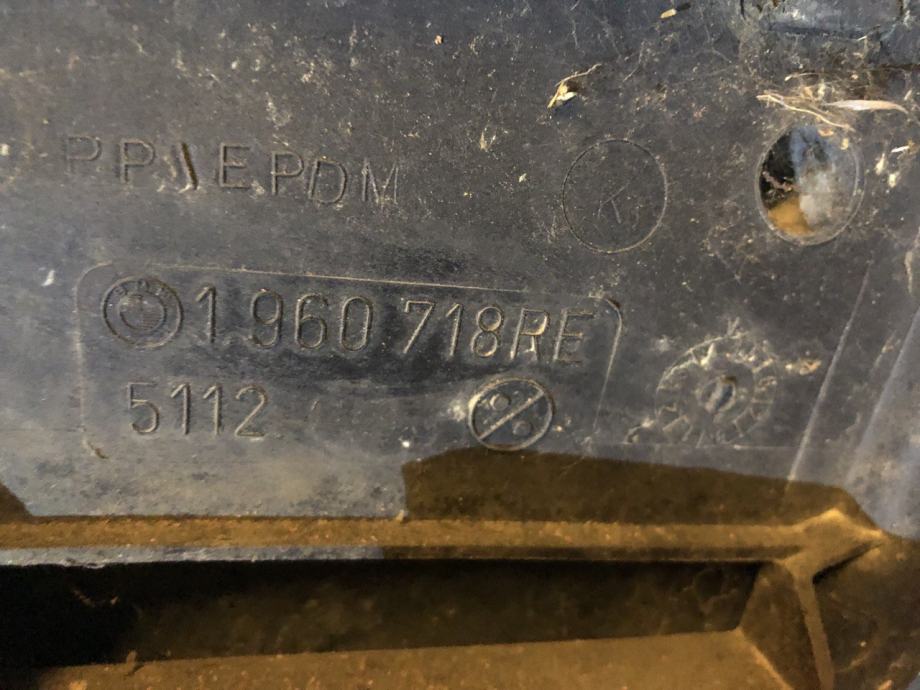 PP/EPDM
K
1 960 718RE
5112